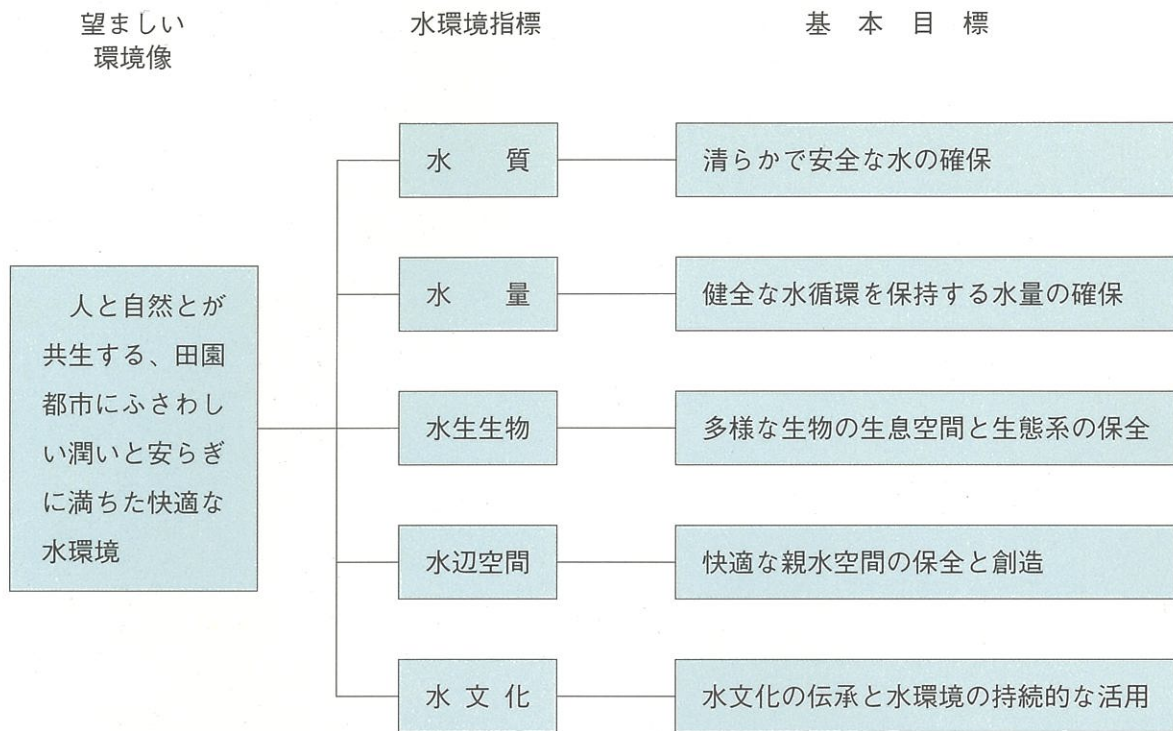 望ましい
環境像
水環境指標
基本目標
水質
清らかで安全な水の確保
水量
健全な水循環を保持する水量の確保
人と自然とが
共生する、田園
都市にふさわし
い潤いと安らぎ
に満ちた快適な
水環境
水生生物
多様な生物の生息空間と生態系の保全
水辺空間
快適な親水空間の保全と創造
水文化
水文化の伝承と水環境の持続的な活用